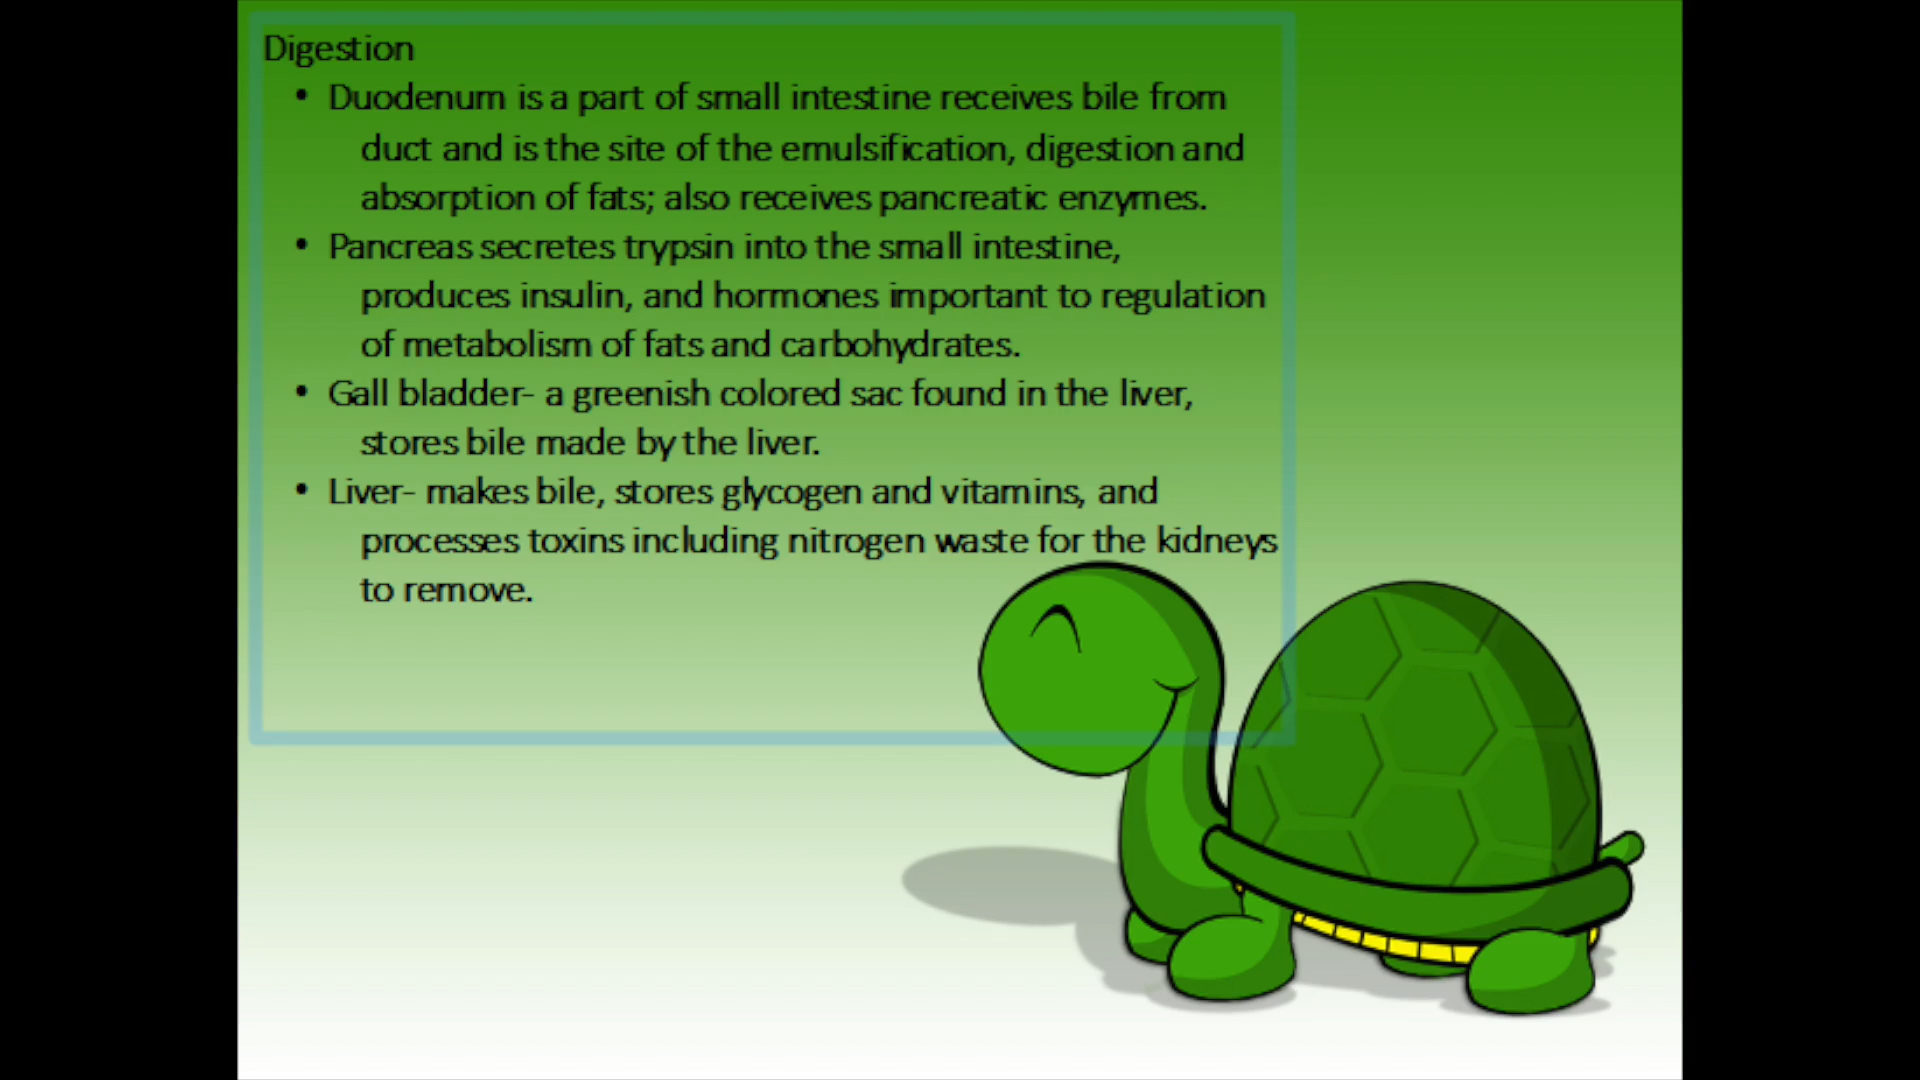 Digestion
• Duodenum is a part of small intestine receives bile from
duct and is the site of the emulsification, digestion and
absorption of fats; also receives pancreatic enzymes.
• Pancreas secretes trypsin into the small intestine,
produces insulin, and hormones important to regulation
of metabolism of fats and carbohydrates.
• Gall bladder- a greenish colored sac found in the liver,
stores bile made by the liver.
• Liver- makes bile, stores glycogen and vitamins, and
processes toxins including nitrogen waste for the kidneys
to remove.